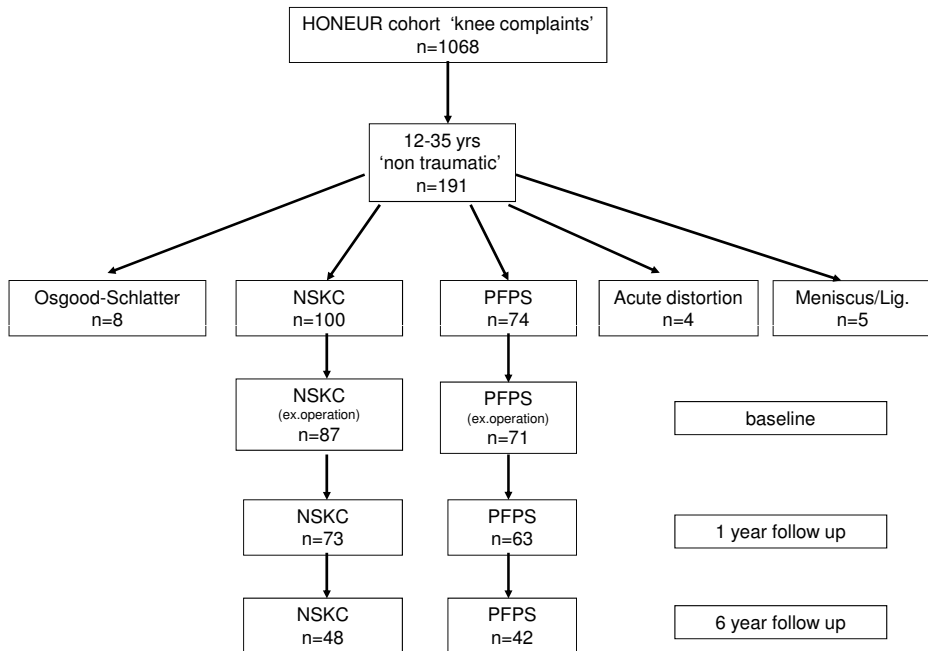 HONEUR cohort ‘knee complaints’
n=1068
12-35 yrs
‘non traumatic’
n=191
Osgood-Schlatter
n=8
NSKC
n=100
PFPS
n=74
Acute distortion
n=4
Meniscus/Lig.
n=5
NSKC
(ex.operation)
n=87
PFPS
(ex.operation)
n=71
baseline
NSKC
n=73
PFPS
n=63
1 year follow up
NSKC
n=48
PFPS
n=42
6 year follow up